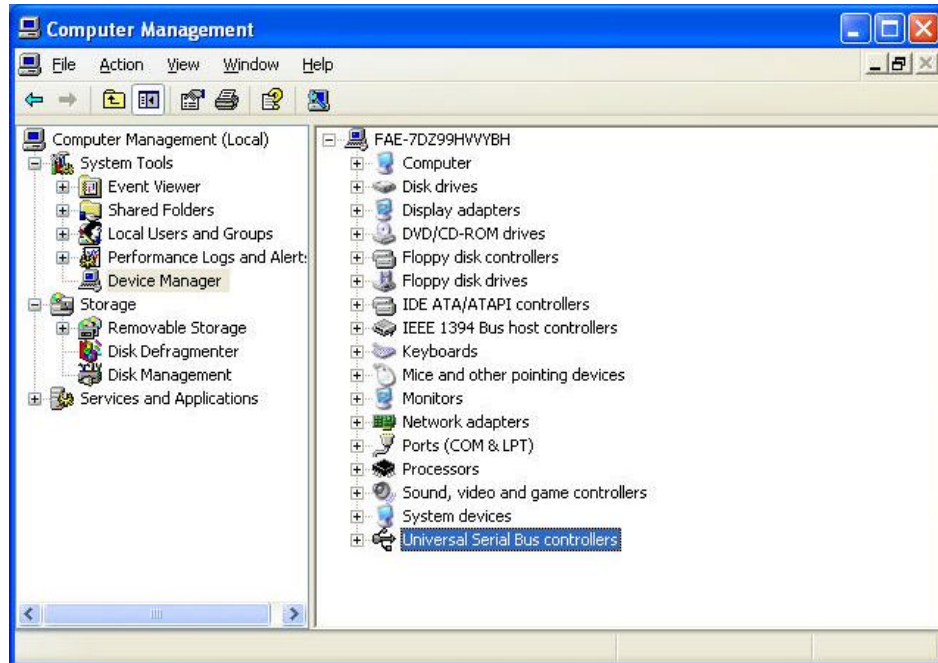 Computer Management
File Action View Window Help
Computer Management (Local)
System Tools
Event Viewer
Shared Folders
Local Users and Groups
Performance Logs and Alert
Device Manager
Storage
Removable Storage
Disk Defragmenter
Disk Management
Services and Applications
FAE-7DZ99HVVYBH
Computer
Disk drives
Display adapters
DVD/CD-ROM drives
Floppy disk controllers
Floppy disk drives
IDE ATA/ATAPI controllers
IEEE 1394 Bus host controllers
Keyboards
Mice and other pointing devices
Monitors
Network adapters
Ports (COM & LPT)
Processors
Sound, video and game controllers
System devices
Universal Serial Bus controllers